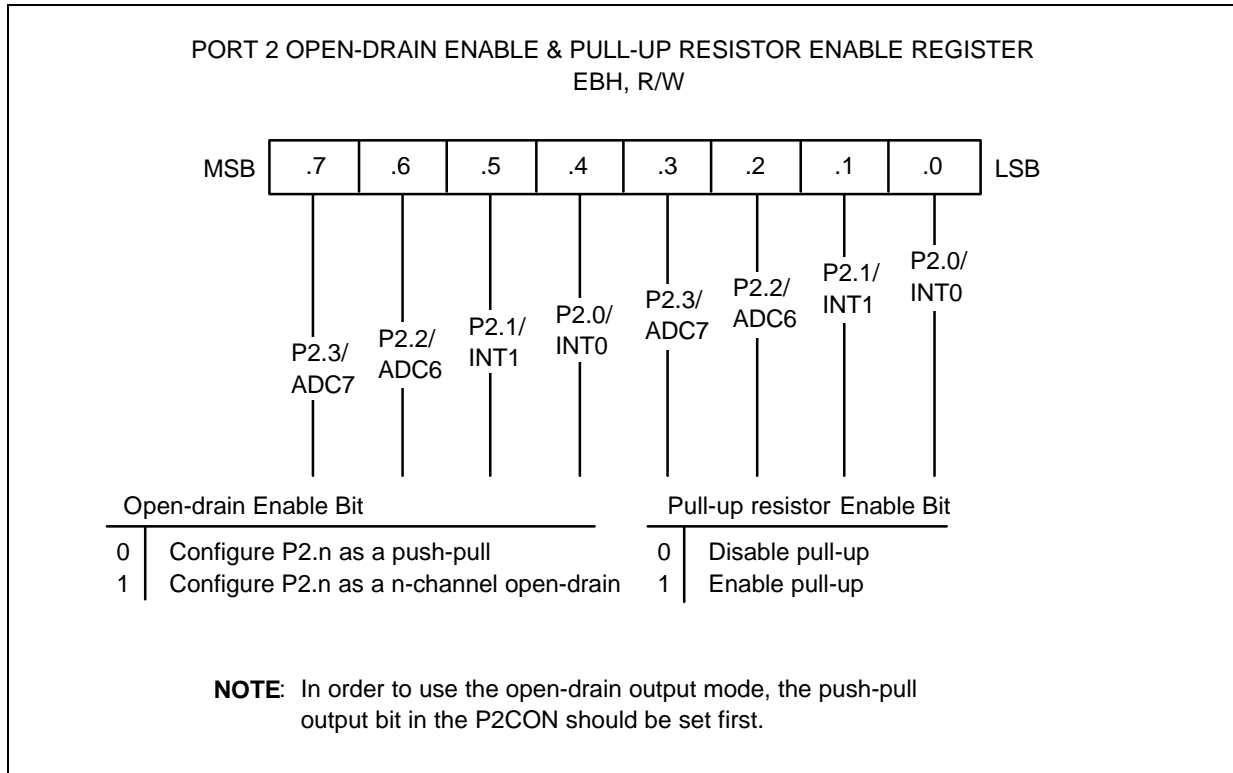 PORT 2 OPEN-DRAIN ENABLE & PULL-UP RESISTOR ENABLE REGISTER
EBH, R/W
MSB .7 .6 .5 .4 .3 .2 .1 .0 LSB
P2.3/
ADC7
P2.2/
ADC6
P2.1/
INT1
P2.0/
INT0
P2.3/
ADC7
P2.2/
ADC6
P2.1/
INT1
P2.0/
INT0
Open-drain Enable Bit
0 Configure P2.n as a push-pull
1 Configure P2.n as a n-channel open-drain
Pull-up resistor Enable Bit
0 Disable pull-up
1 Enable pull-up
NOTE: In order to use the open-drain output mode, the push-pull
output bit in the P2CON should be set first.